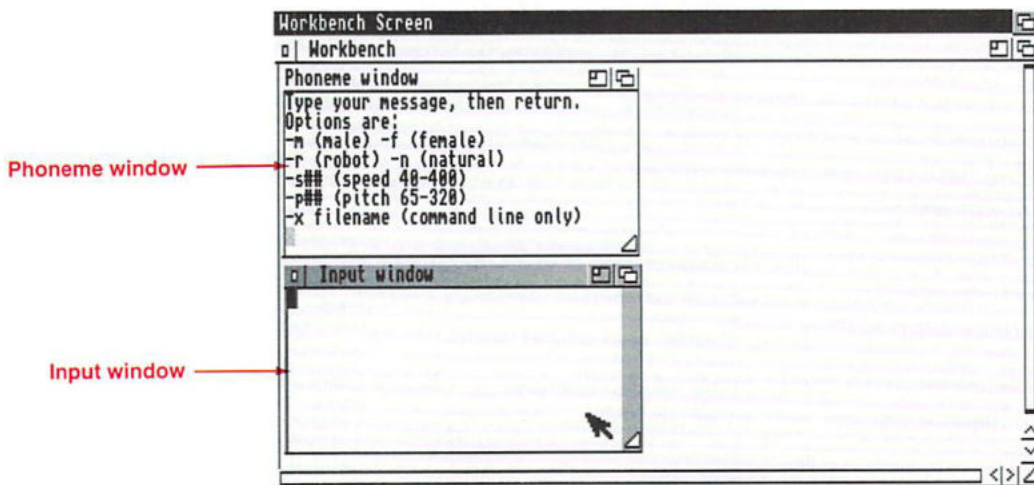 Workbench Screen
Workbench
Phoneme window
Type your message, then return.
Options are:
-m (male) -f (female)
-r (robot) -n (natural)
-s## (speed 40-400)
-p## (pitch 65-320)
-x filename (command line only)
Phoneme window
Input window
Input window